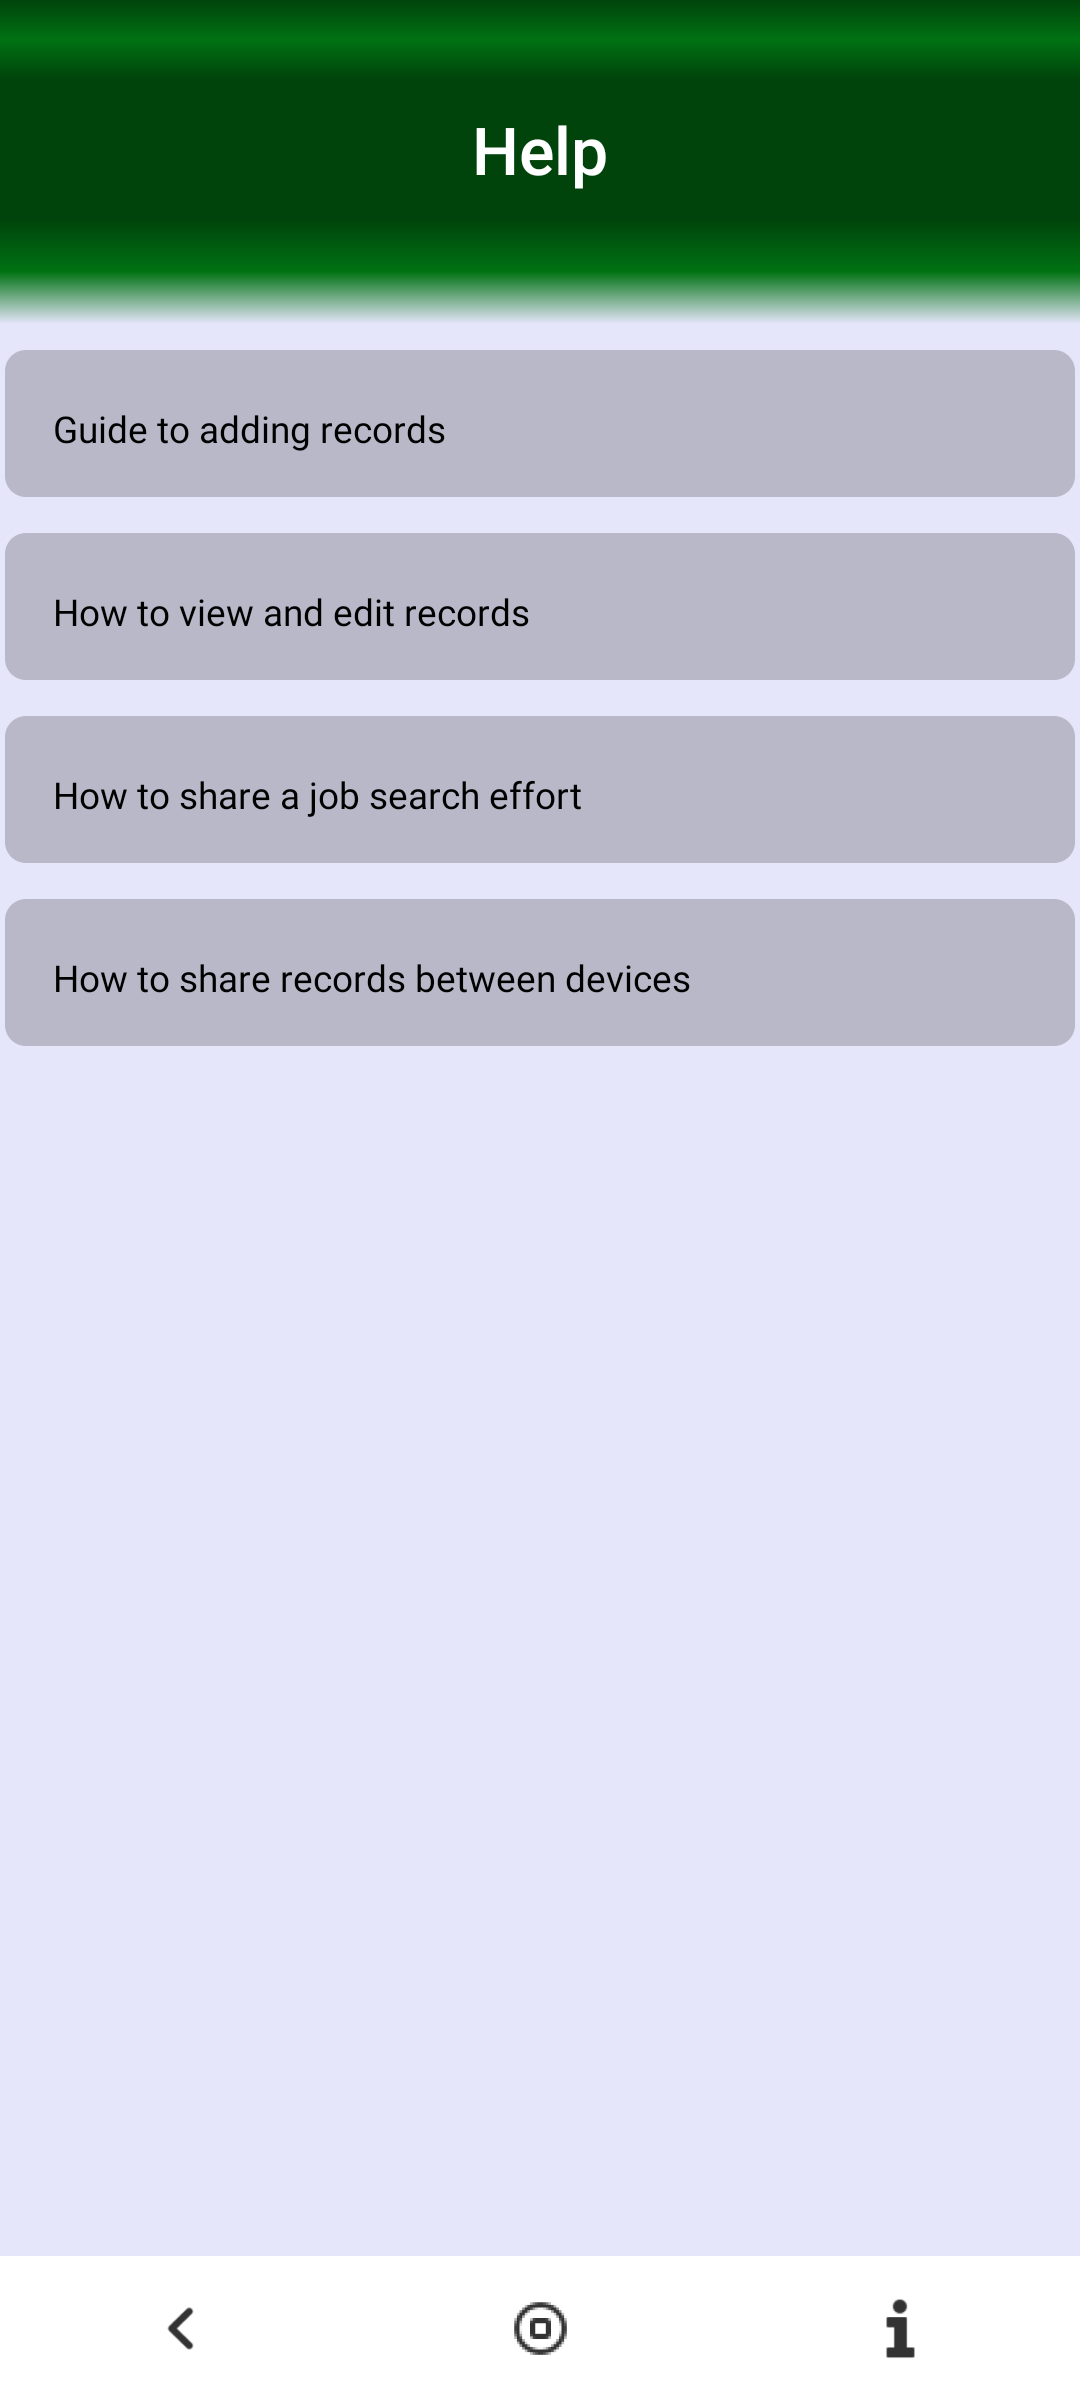 Help
Guide to adding records
How to view and edit records
How to share a job search effort
How to share records between devices